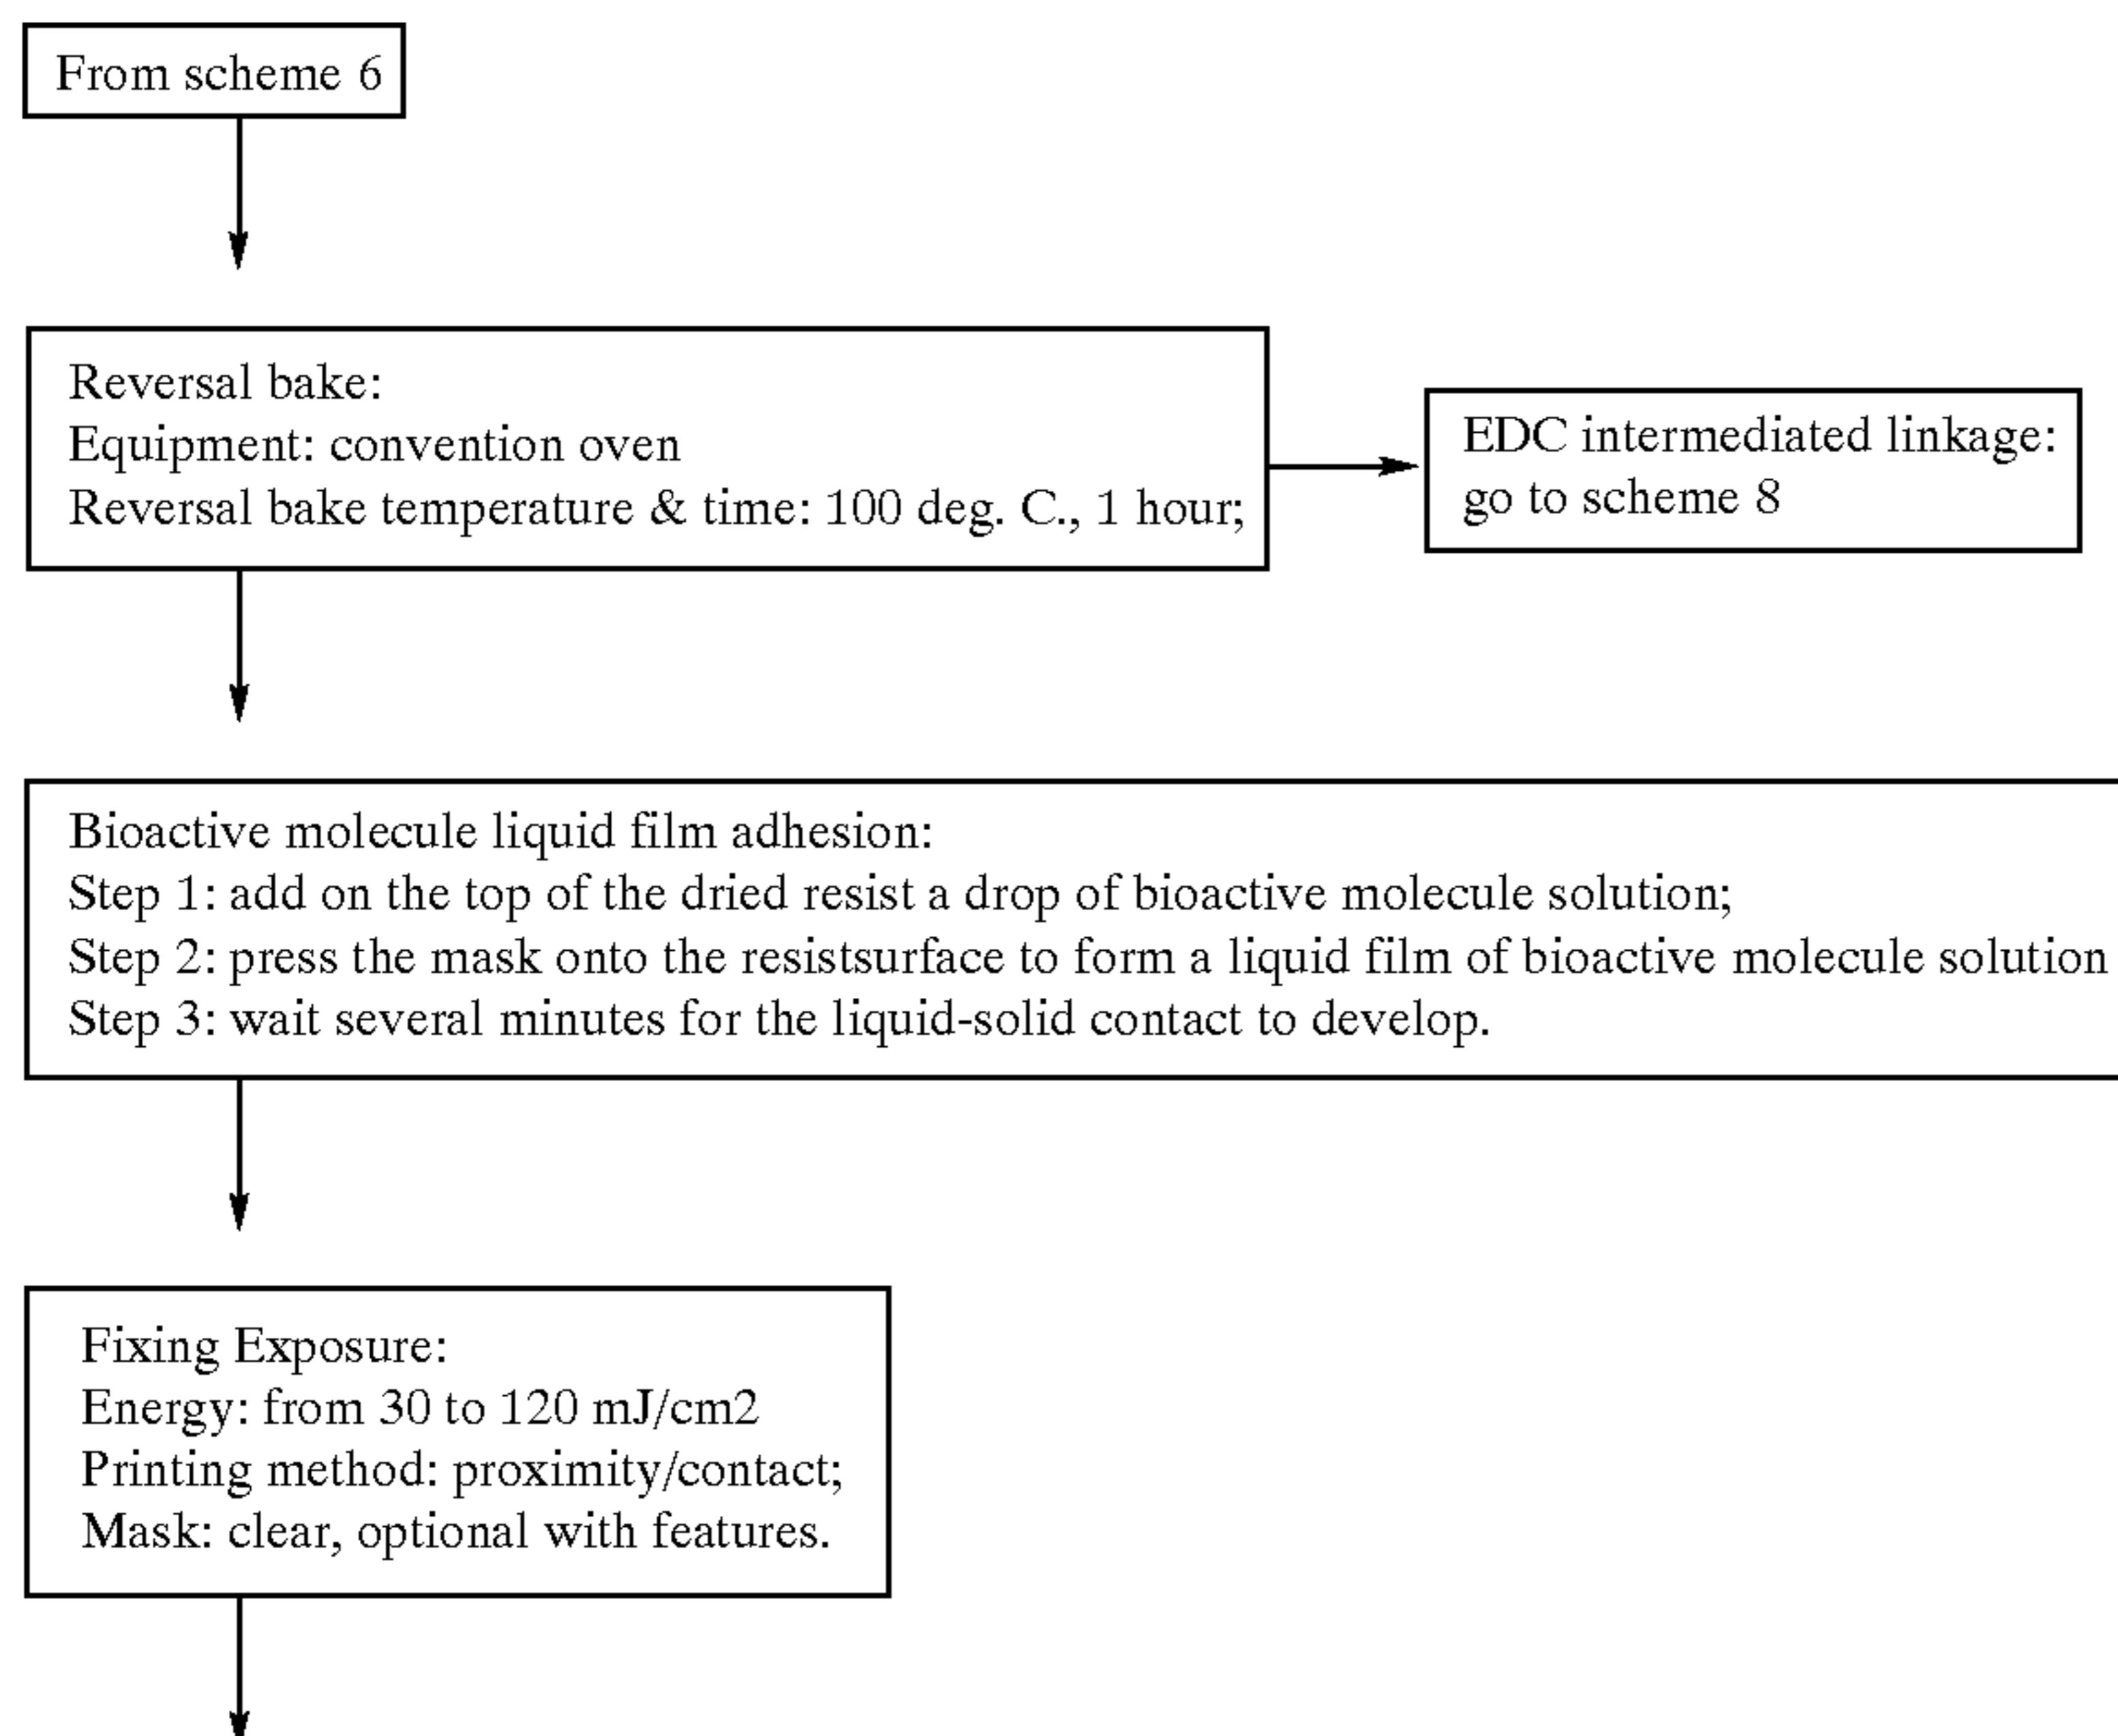 From scheme 6
Reversal bake:
Equipment: convention oven
Reversal bake temperature & time: 100 deg. C., 1 hour;
EDC intermediated linkage:
go to scheme 8
Bioactive molecule liquid film adhesion:
Step 1: add on the top of the dried resist a drop of bioactive molecule solution;
Step 2: press the mask onto the resistsurface to form a liquid film of bioactive molecule solution
Step 3: wait several minutes for the liquid-solid contact to develop.
Fixing Exposure:
Energy: from 30 to 120 mJ/cm2
Printing method: proximity/contact;
Mask: clear, optional with features.